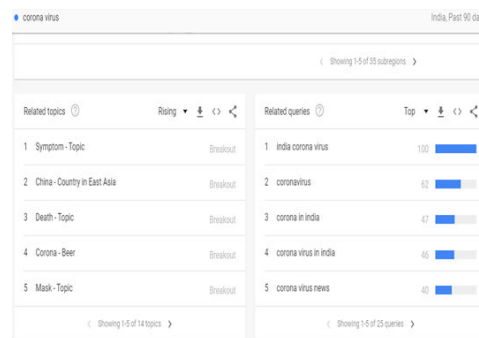 corona virus India, Past 90 da
Showing 1-5 of 35 subregions
Related topics Rising
1 Symptom - Topic Breakout
2 China - Country in East Asia Breakout
3 Death - Topic Breakout
4 Corona - Beer Breakout
5 Mask - Topic Breakout
Showing 1-5 of 14 topics
Related queries Top
1 india corona virus 100
2 coronavirus 62
3 corona in india 47
4 corona virus in india 46
5 corona virus news 40
Showing 1-5 of 25 queries